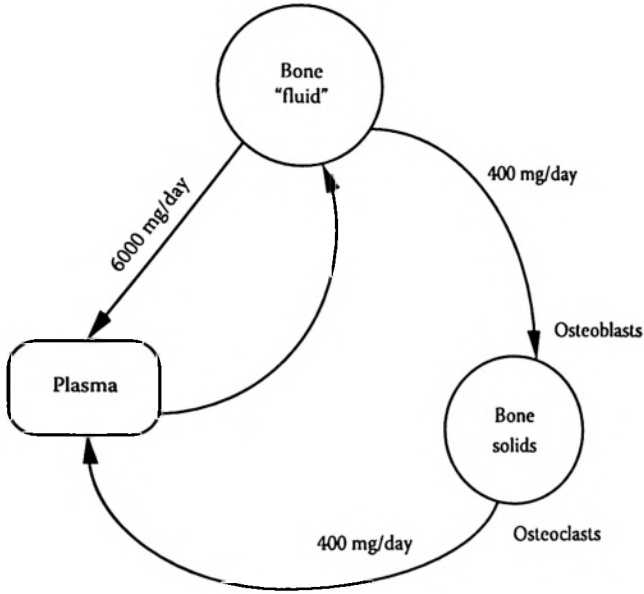 Bone
“fluid”
400 mg/day
6000 mg/day
Osteoblasts
Plasma
Bone
solids
Osteoclasts
400 mg/day